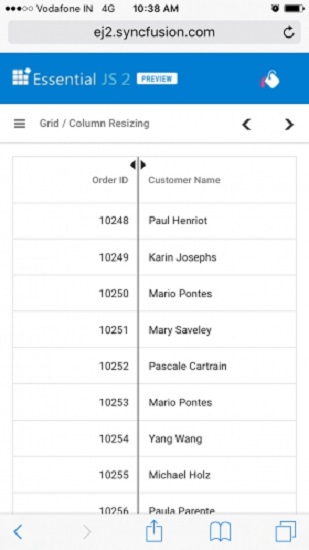 Vodafone IN 4G 10:38 AM
ej2.syncfusion.com
Essential JS 2 PREVIEW
Grid / Column Resizing
Order ID Customer Name
10248 Paul Henriot
10249 Karin Josephs
10250 Mario Pontes
10251 Mary Saveley
10252 Pascale Cartrain
10253 Mario Pontes
10254 Yang Wang
10255 Michael Holz
10256 Paula Parente